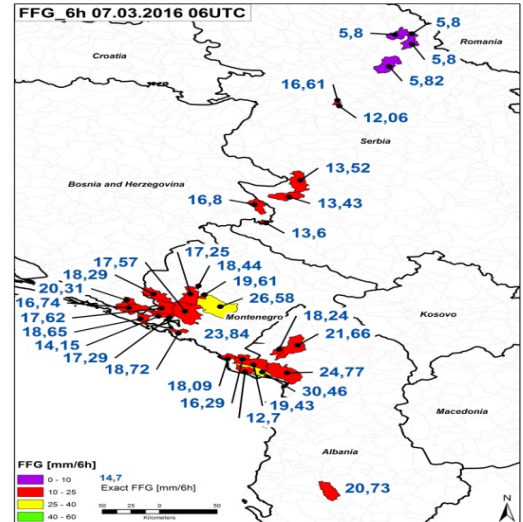 FFG_6h 07.03.2016 06UTC
Croatia
Romania
5,8
5,8
5,8
5,82
16,61
12,06
Serbia
13,52
Bosnia and Herzegovina
16,8
13,43
13,6
17,57
17,25
18,29
18,44
20,31
19,61
16,74
26,58
17,62
Montenegro
Kosovo
18,65
23,84
18,24
14,15
21,66
17,29
18,72
24,77
18,09
30,46
16,29
19,43
12,7
Macedonia
Albania
FFG [mm/6h]
14,7
Exact FFG [mm/6h]
0 - 10
10 - 25
25 - 40
40 - 60
50 25 0 50
Kilometers
20,73